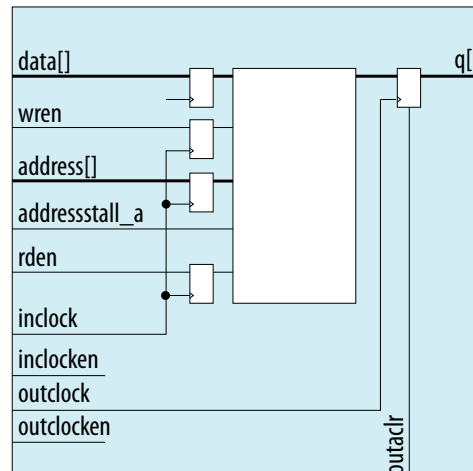 data[]
q[
wren
address[]
addressstall_a
rden
inclock
inclocken
outclock
outclocken
outaclr